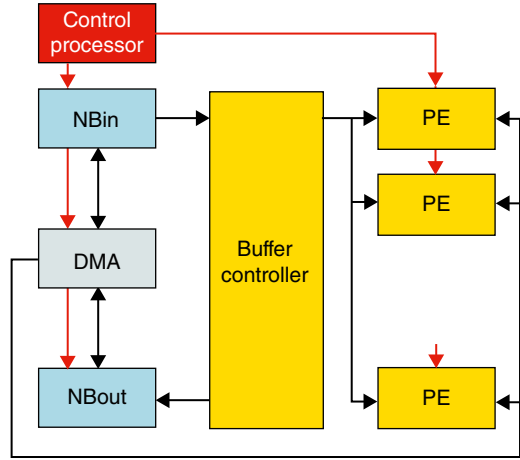 Control
processor
NBin
PE
PE
DMA
Buffer
controller
NBout
PE